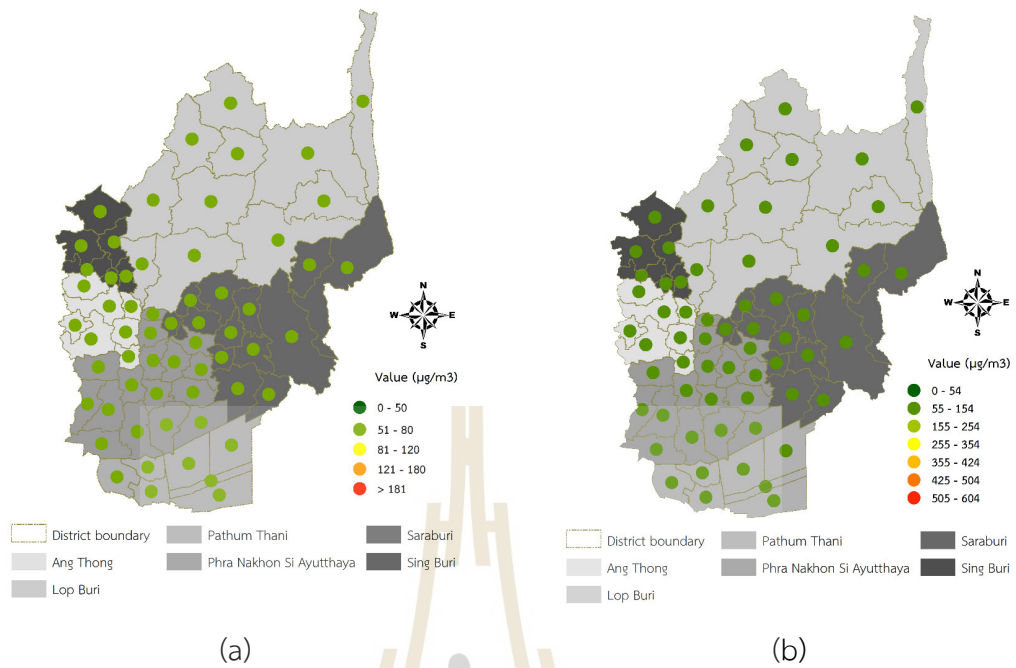 N
W E
S
Value (µg/m3)
0 - 50
51 - 80
81 - 120
121 - 180
> 181
District boundary
Pathum Thani
Saraburi
Ang Thong
Phra Nakhon Si Ayutthaya
Sing Buri
Lop Buri
(a)
N
W E
S
Value (µg/m3)
0 - 54
55 - 154
155 - 254
255 - 354
355 - 424
425 - 504
505 - 604
District boundary
Pathum Thani
Saraburi
Ang Thong
Phra Nakhon Si Ayutthaya
Sing Buri
Lop Buri
(b)